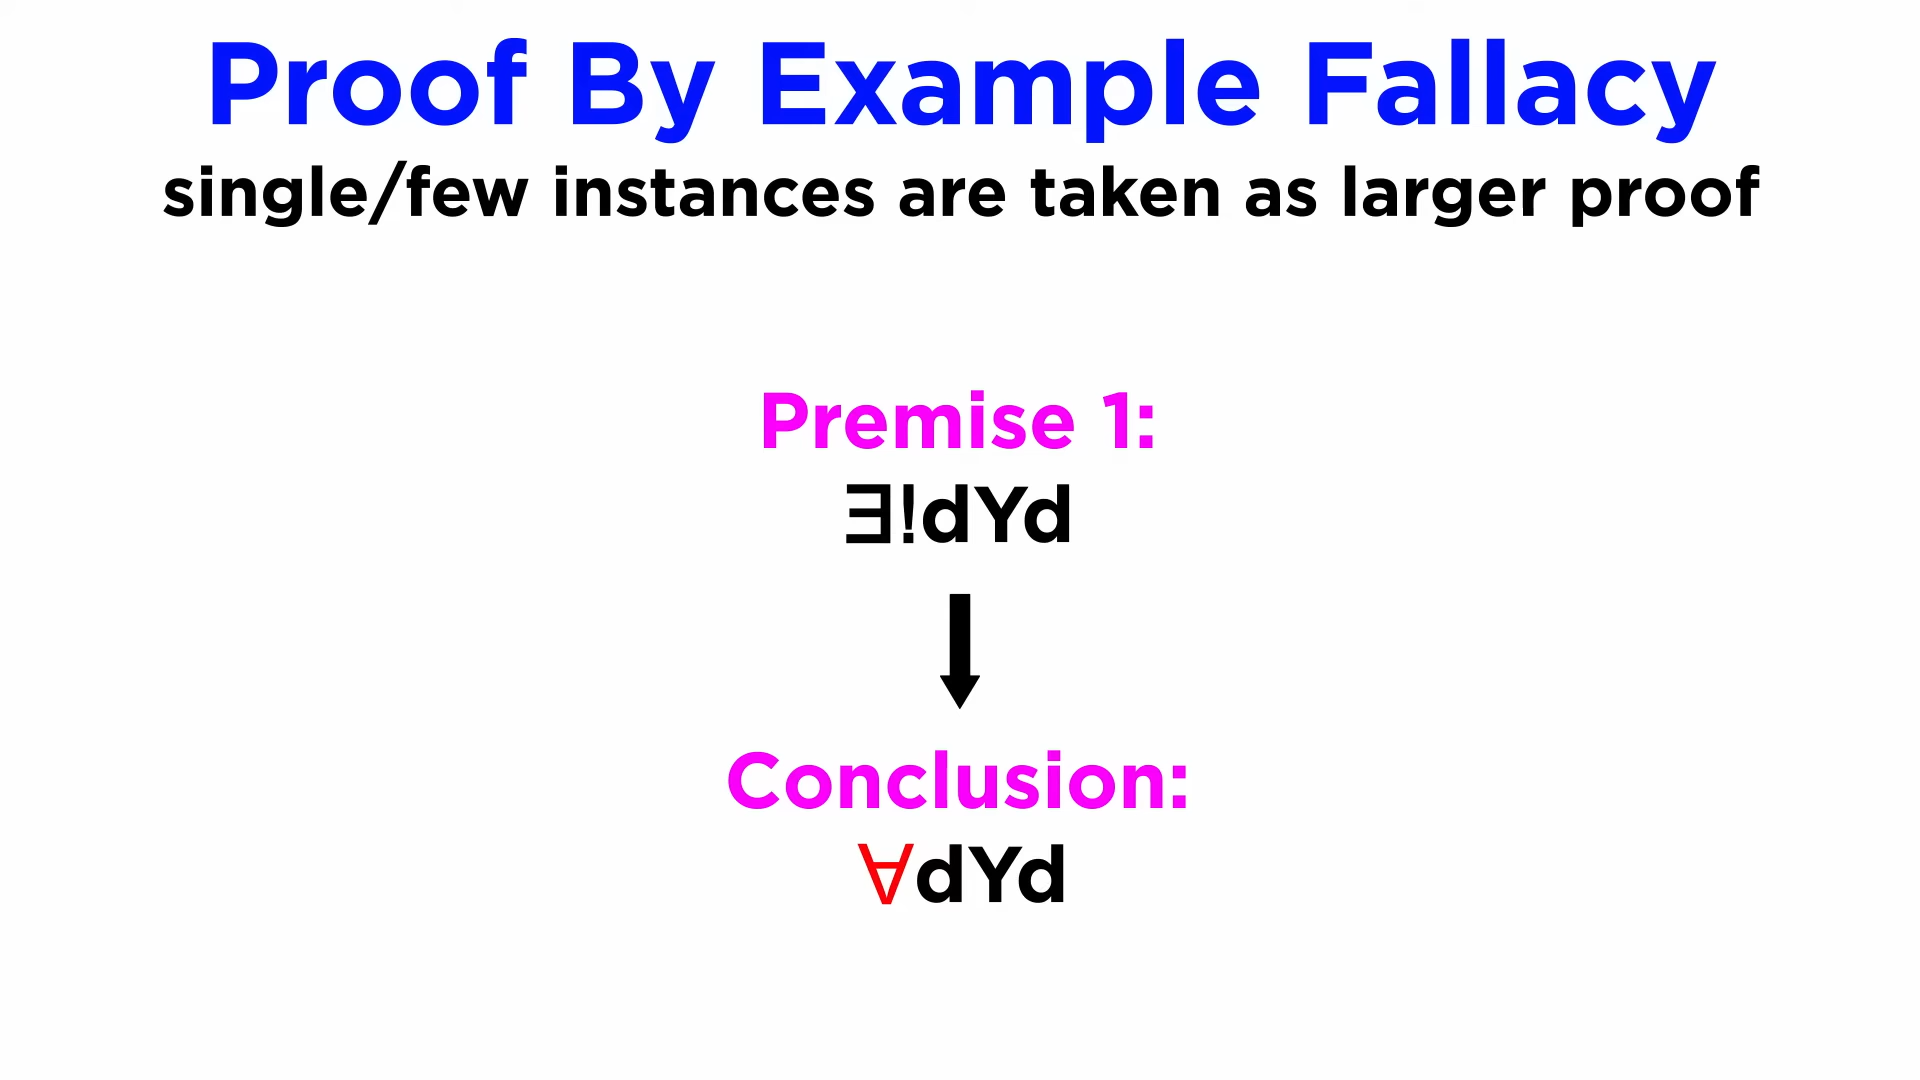 Proof By Example Fallacy
single/few instances are taken as larger proof
Premise 1:
∃!dYd
Conclusion:
∀dYd